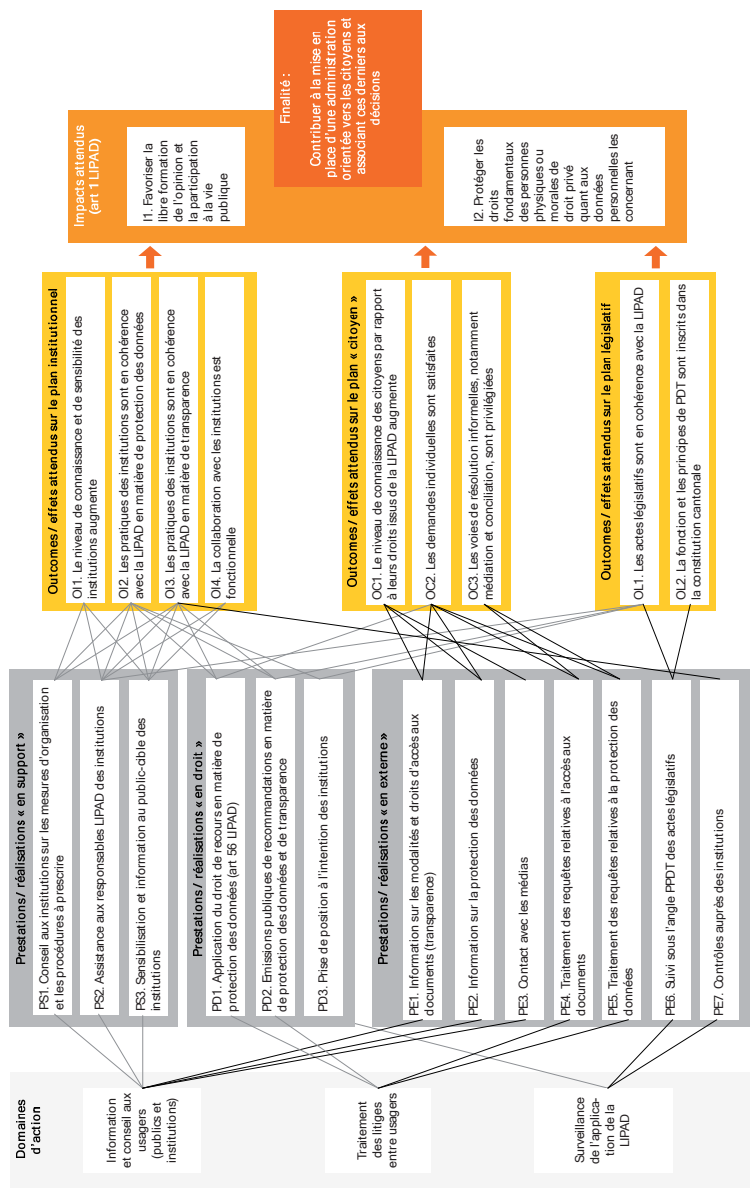 Domaines
d'action
Information
et conseil aux
usagers
(publics et
institutions)
Traitement
des litiges
entre usagers
Surveillance
de l'applica-
tion de la
LIPAD
Prestations/ réalisations « en support »
PS1. Conseil aux institutions sur les mesures d'organisation
et les procédures à prescrire
PS2. Assistance aux responsables LIPAD des institutions
PS3. Sensibilisation et information au public-cible des
institutions
Prestations/ réalisations « en droit »
PD1. Application du droit de recours en matière de
protection des données (art 56 LIPAD)
PD2. Emissions publiques de recommandations en matière
de protection des données et de transparence
PD3. Prise de position à l'intention des institutions
Prestations/ réalisations « en externe »
PE1. Information sur les modalités et droits d'accès aux
documents (transparence)
PE2. Information sur la protection des données
PE3. Contact avec les médias
PE4. Traitement des requêtes relatives à l'accès aux
documents
PE5. Traitement des requêtes relatives à la protection des
données
PE6. Suivi sous l'angle PPDT des actes législatifs
PE7. Contrôles auprès des institutions
Outcomes/ effets attendus sur le plan institutionnel
OI1. Le niveau de connaissance et de sensibilité des
institutions augmente
OI2. Les pratiques des institutions sont en cohérence
avec la LIPAD en matière de protection des données
OI3. Les pratiques des institutions sont en cohérence
avec la LIPAD en matière de transparence
OI4. La collaboration avec les institutions est
fonctionnelle
Outcomes/ effets attendus sur le plan « citoyen »
OC1. Le niveau de connaissance des citoyens par rapport
à leurs droits issus de la LIPAD augmente
OC2. Les demandes individuelles sont satisfaites
OC3. Les voies de résolution informelles, notamment
médiation et conciliation, sont privilégiées
Outcomes/ effets attendus sur le plan législatif
OL1. Les actes législatifs sont en cohérence avec la LIPAD
OL2. La fonction et les principes de PDT sont inscrits dans
la constitution cantonale
Impacts attendus
(art 1 LIPAD)
I1. Favoriser la
libre formation
de l'opinion et
la participation
à la vie
publique
I2. Protéger les
droits
fondamentaux
des personnes
physiques ou
morales de
droit privé
quant aux
données
personnelles les
concernant
Finalité :
Contribuer à la mise en
place d'une administration
orientée vers les citoyens et
associant ces derniers aux
décisions